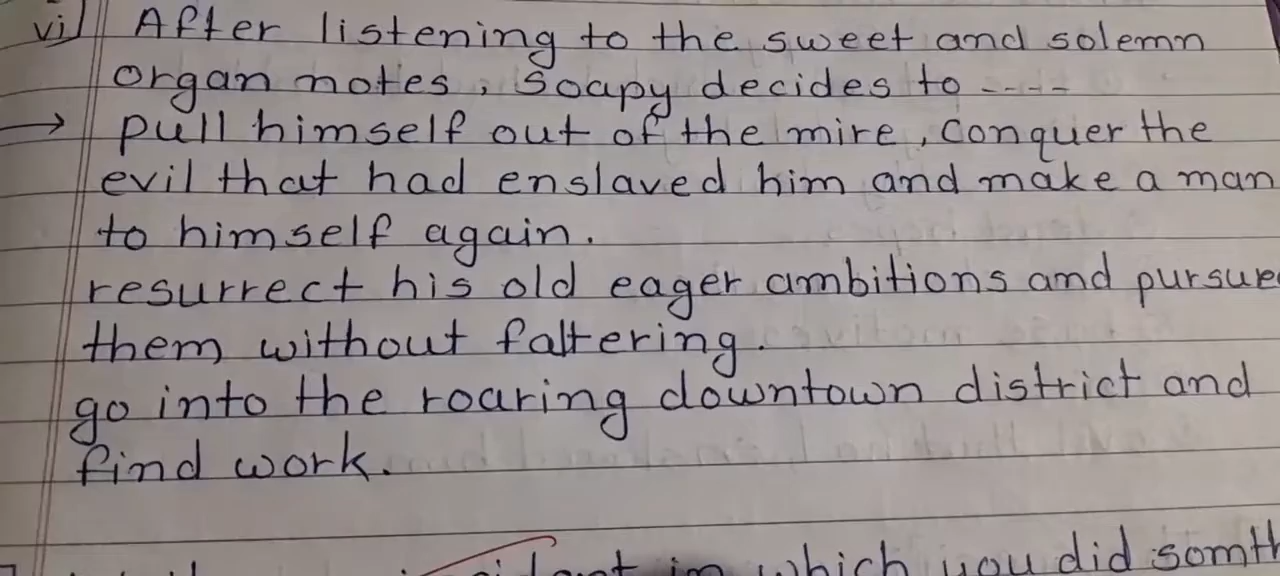 vi) After listening to the sweet and solemn
organ notes, Soapy decides to ----
→ pull himself out of the mire, conquer the
evil that had enslaved him and make a man
to himself again.
resurrect his old eager ambitions and pursue
them without faltering.
go into the roaring downtown district and
find work.
in which you did